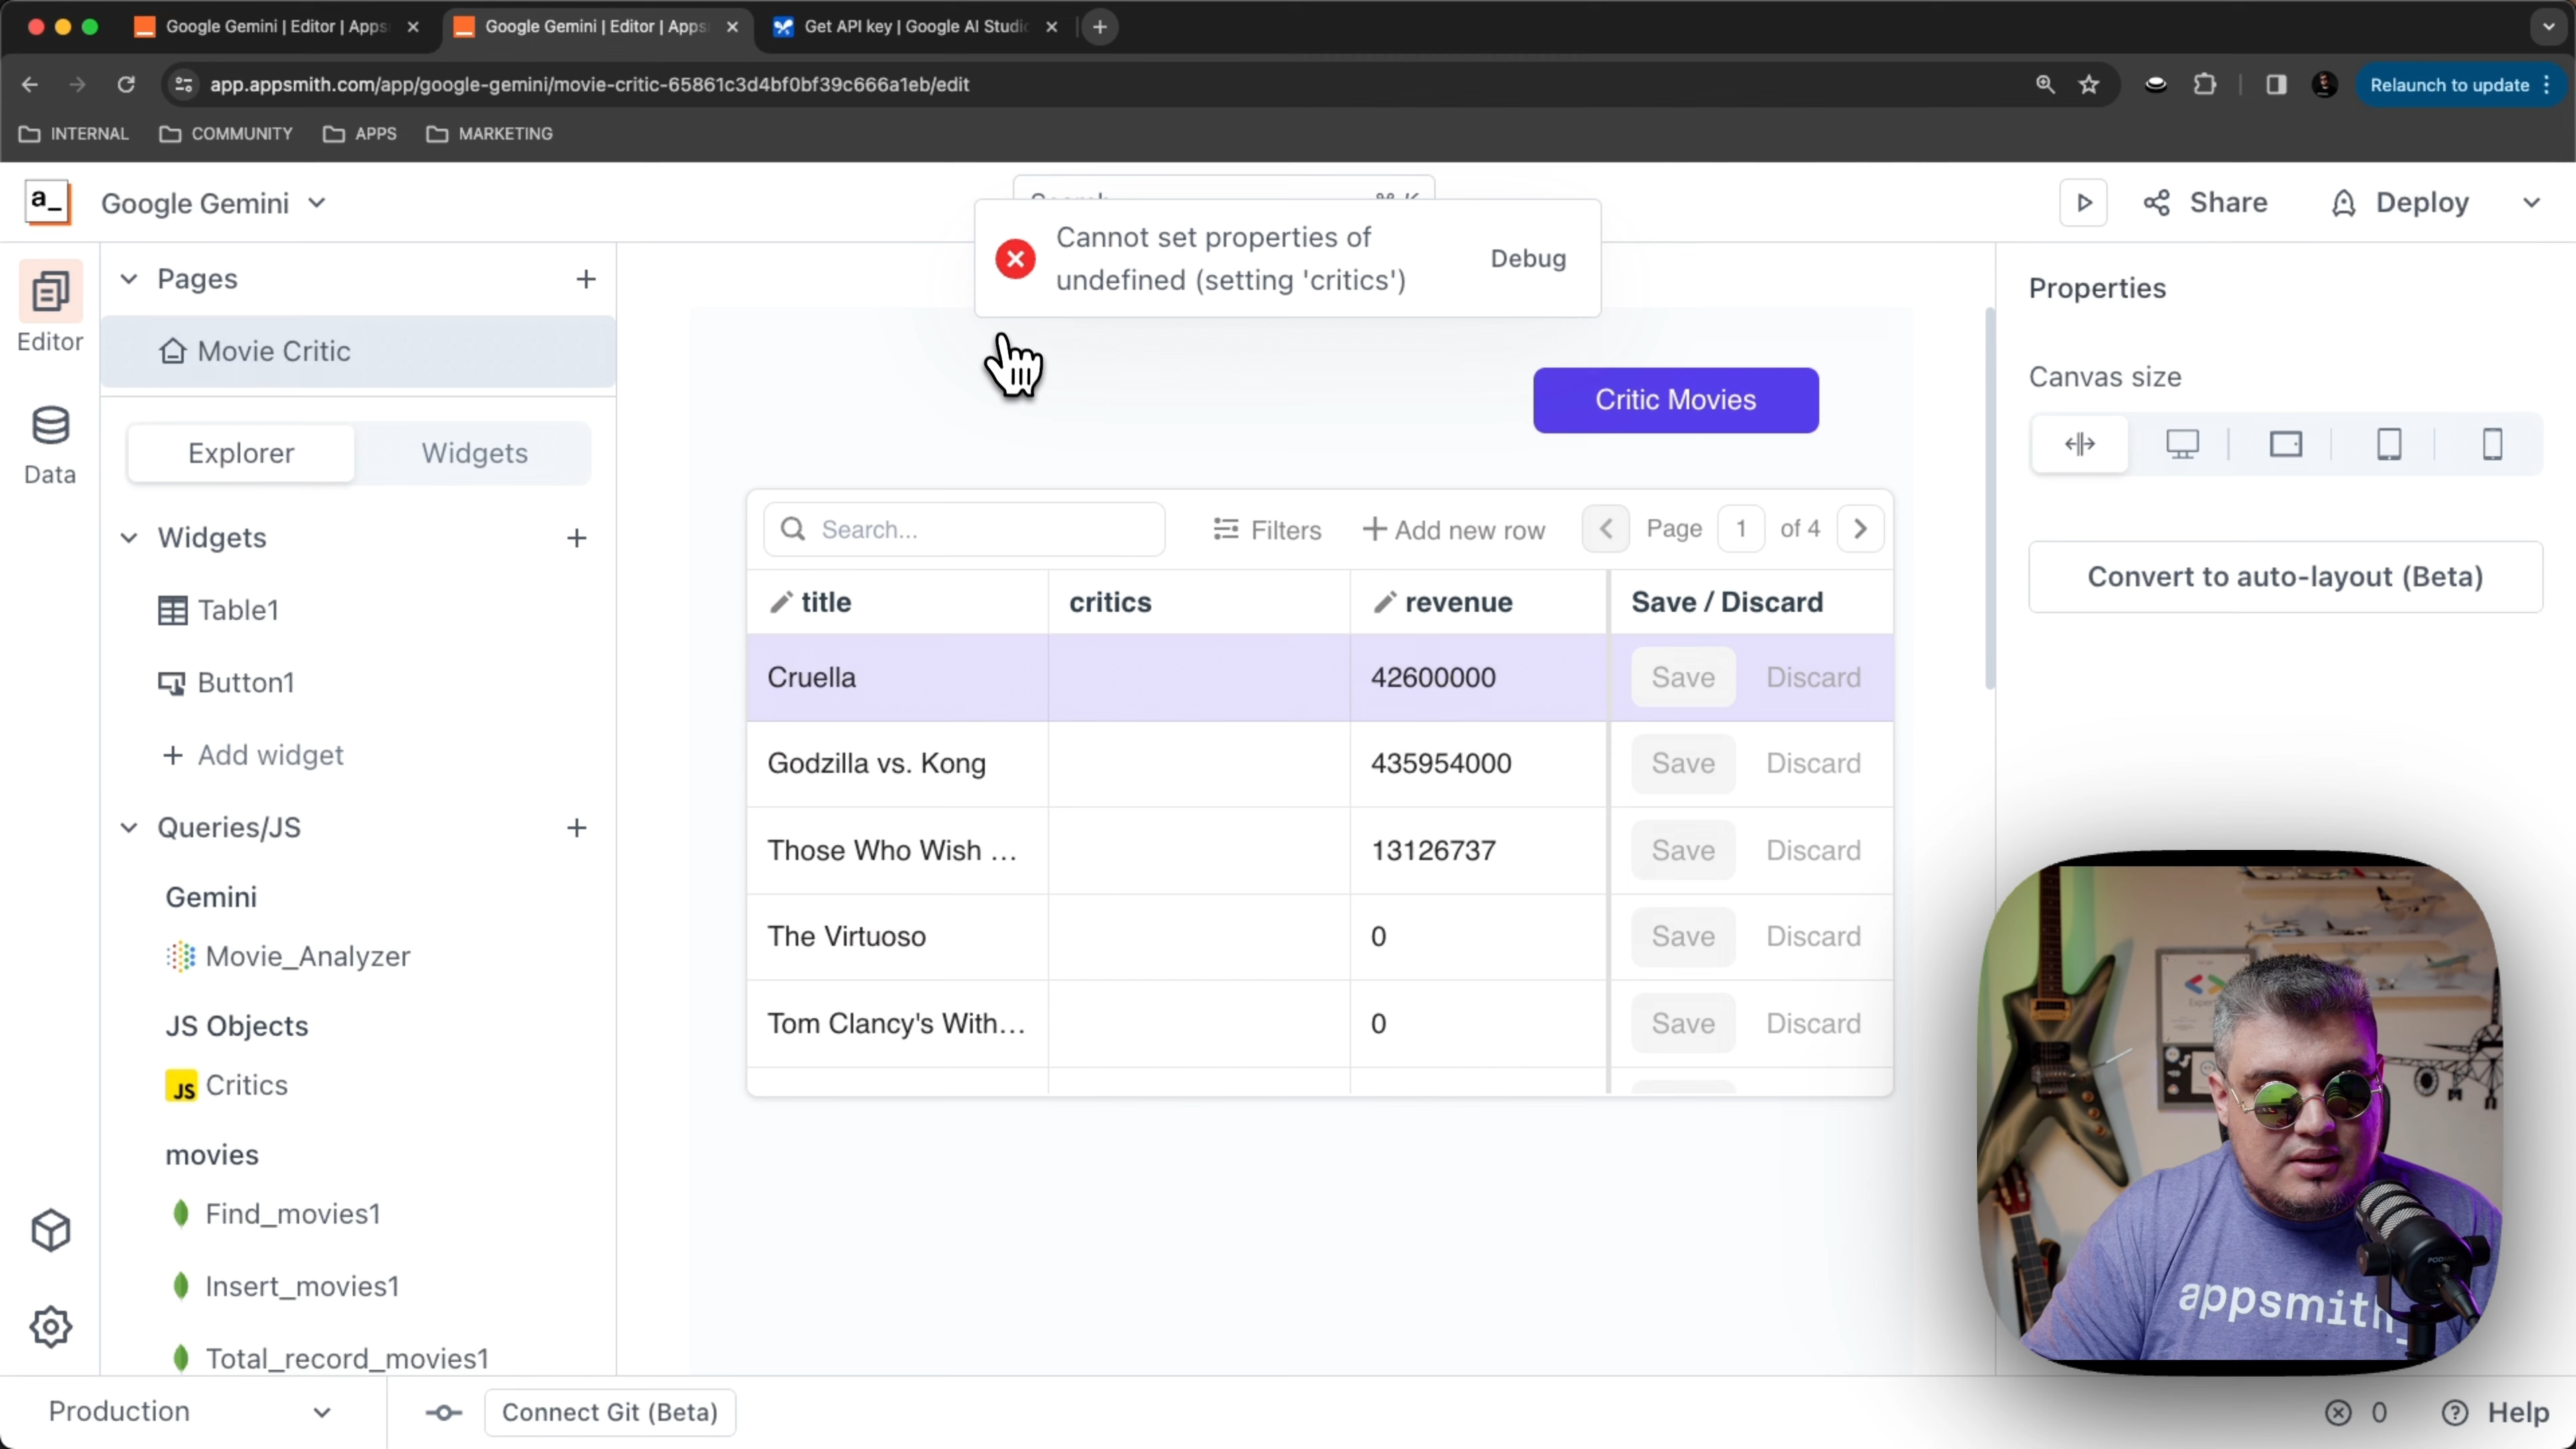 Google Gemini | Editor | Apps
Google Gemini | Editor | Apps
Get API key | Google AI Studio
app.appsmith.com/app/google-gemini/movie-critic-65861c3d4bf0bf39c666a1eb/edit
Relaunch to update
INTERNAL
COMMUNITY
APPS
MARKETING
a_
Google Gemini
Share
Deploy
Cannot set properties of
undefined (setting 'critics')
Debug
Editor
Data
Pages
Movie Critic
Explorer
Widgets
Widgets
Table1
Button1
Add widget
Queries/JS
Gemini
Movie_Analyzer
JS Objects
JS Critics
movies
Find_movies1
Insert_movies1
Total_record_movies1
Critic Movies
Search...
Filters
Add new row
Page 1 of 4
title critics revenue Save / Discard
Cruella 42600000 Save Discard
Godzilla vs. Kong 435954000 Save Discard
Those Who Wish ... 13126737 Save Discard
The Virtuoso 0 Save Discard
Tom Clancy's With... 0 Save Discard
Properties
Canvas size
Convert to auto-layout (Beta)
appsmith_
Production
Connect Git (Beta)
0
Help